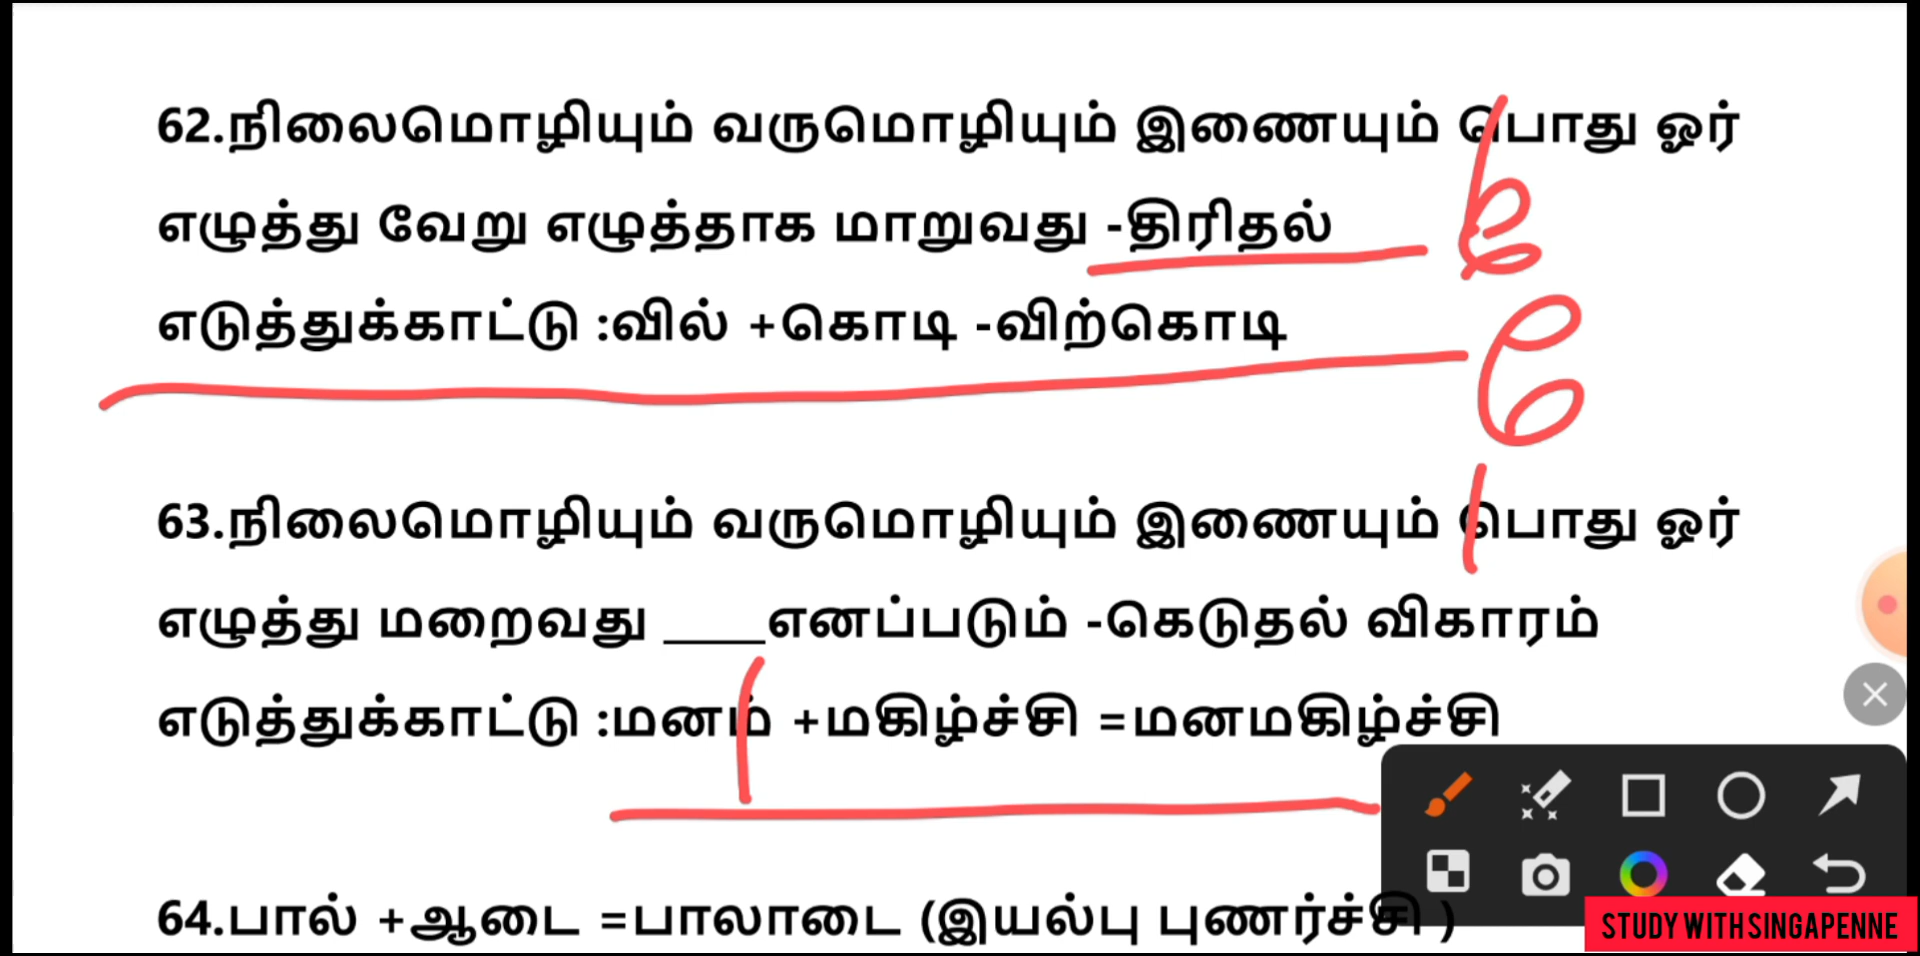 62.நிலைமொழியும் வருமொழியும் இணையும் பொது ஓர்
எழுத்து வேறு எழுத்தாக மாறுவது -திரிதல்
எடுத்துக்காட்டு :வில் +கொடி -விற்கொடி
63.நிலைமொழியும் வருமொழியும் இணையும் பொது ஓர்
எழுத்து மறைவது ____எனப்படும் -கெடுதல் விகாரம்
எடுத்துக்காட்டு :மனம் +மகிழ்ச்சி =மனமகிழ்ச்சி
64.பால் +ஆடை =பாலாடை (இயல்பு புணர்ச்சி )
STUDY WITH SINGAPENNE